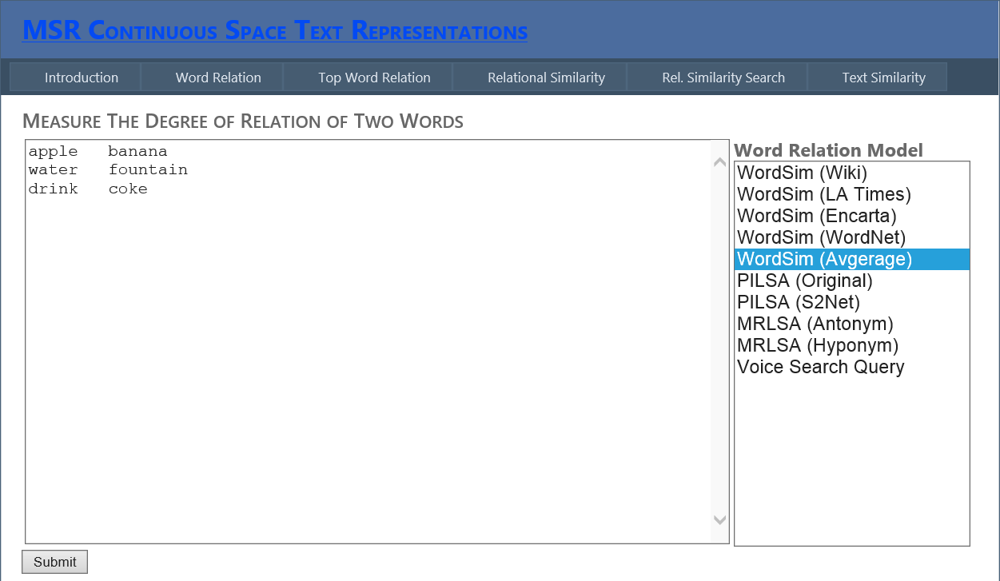 MSR Continuous Space Text Representations
Introduction Word Relation Top Word Relation Relational Similarity Rel. Similarity Search Text Similarity
Measure The Degree of Relation of Two Words
apple banana
water fountain
drink coke
Word Relation Model
WordSim (Wiki)
WordSim (LA Times)
WordSim (Encarta)
WordSim (WordNet)
WordSim (Avgerage)
PILSA (Original)
PILSA (S2Net)
MRLSA (Antonym)
MRLSA (Hyponym)
Voice Search Query
Submit